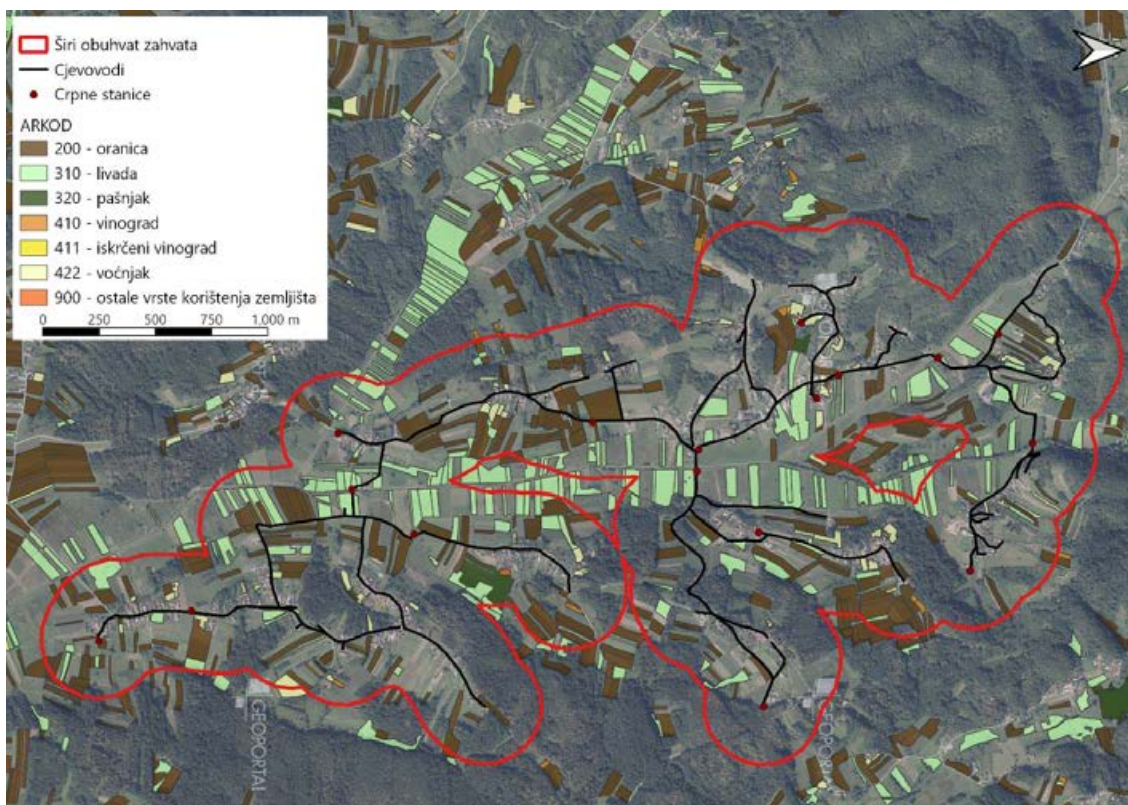 Širi obuhvat zahvata
Cjevovodi
Crpne stanice
ARKOD
200 - oranica
310 - livada
320 - pašnjak
410 - vinograd
411 - iskrčeni vinograd
422 - voćnjak
900 - ostale vrste korištenja zemljišta
0 250 500 750 1.000 m
GEOPORTAL